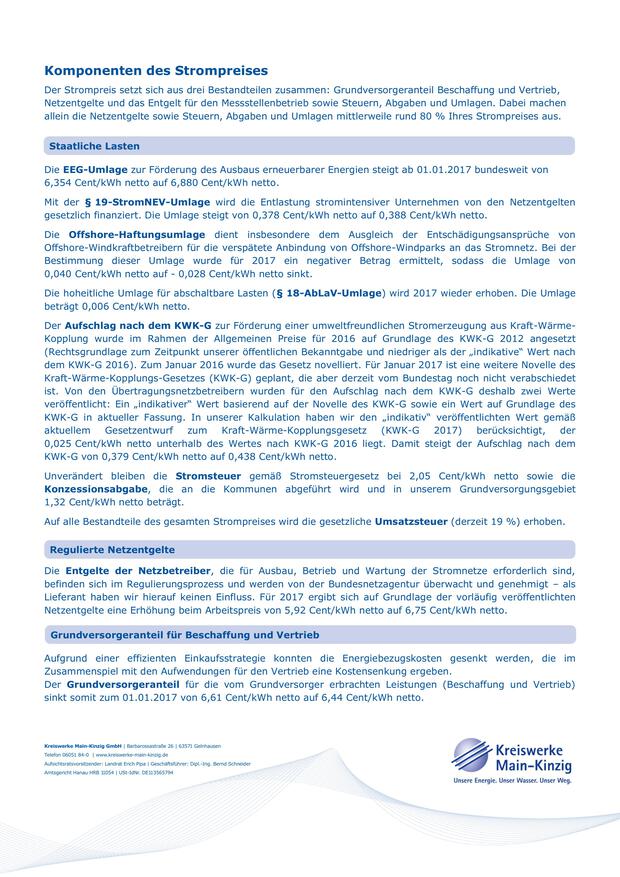 Komponenten des Strompreises
Der Strompreis setzt sich aus drei Bestandteilen zusammen: Grundversorgeranteil Beschaffung und Vertrieb,
Netzentgelte und das Entgelt für den Messstellenbetrieb sowie Steuern, Abgaben und Umlagen. Dabei machen
allein die Netzentgelte sowie Steuern, Abgaben und Umlagen mittlerweile rund 80 % Ihres Strompreises aus.
Staatliche Lasten
Die EEG-Umlage zur Förderung des Ausbaus erneuerbarer Energien steigt ab 01.01.2017 bundesweit von
6,354 Cent/kWh netto auf 6,880 Cent/kWh netto.
Mit der § 19-StromNEV-Umlage wird die Entlastung stromintensiver Unternehmen von den Netzentgelten
gesetzlich finanziert. Die Umlage steigt von 0,378 Cent/kWh netto auf 0,388 Cent/kWh netto.
Die Offshore-Haftungsumlage dient insbesondere dem Ausgleich der Entschädigungsansprüche von
Offshore-Windkraftbetreibern für die verspätete Anbindung von Offshore-Windparks an das Stromnetz. Bei der
Bestimmung dieser Umlage wurde für 2017 ein negativer Betrag ermittelt, sodass die Umlage von
0,040 Cent/kWh netto auf - 0,028 Cent/kWh netto sinkt.
Die hoheitliche Umlage für abschaltbare Lasten (§ 18-AbLaV-Umlage) wird 2017 wieder erhoben. Die Umlage
beträgt 0,006 Cent/kWh netto.
Der Aufschlag nach dem KWK-G zur Förderung einer umweltfreundlichen Stromerzeugung aus Kraft-Wärme-
Kopplung wurde im Rahmen der Allgemeinen Preise für 2016 auf Grundlage des KWK-G 2012 angesetzt
(Rechtsgrundlage zum Zeitpunkt unserer öffentlichen Bekanntgabe und niedriger als der „indikative“ Wert nach
dem KWK-G 2016). Zum Januar 2016 wurde das Gesetz novelliert. Für Januar 2017 ist eine weitere Novelle des
Kraft-Wärme-Kopplungs-Gesetzes (KWK-G) geplant, die aber derzeit vom Bundestag noch nicht verabschiedet
ist. Von den Übertragungsnetzbetreibern wurden für den Aufschlag nach dem KWK-G deshalb zwei Werte
veröffentlicht: Ein „indikativer“ Wert basierend auf der Novelle des KWK-G sowie ein Wert auf Grundlage des
KWK-G in aktueller Fassung. In unserer Kalkulation haben wir den „indikativ“ veröffentlichten Wert gemäß
aktuellem Gesetzentwurf zum Kraft-Wärme-Kopplungsgesetz (KWK-G 2017) berücksichtigt, der
0,025 Cent/kWh netto unterhalb des Wertes nach KWK-G 2016 liegt. Damit steigt der Aufschlag nach dem
KWK-G von 0,379 Cent/kWh netto auf 0,438 Cent/kWh netto.
Unverändert bleiben die Stromsteuer gemäß Stromsteuergesetz bei 2,05 Cent/kWh netto sowie die
Konzessionsabgabe, die an die Kommunen abgeführt wird und in unserem Grundversorgungsgebiet
1,32 Cent/kWh netto beträgt.
Auf alle Bestandteile des gesamten Strompreises wird die gesetzliche Umsatzsteuer (derzeit 19 %) erhoben.
Regulierte Netzentgelte
Die Entgelte der Netzbetreiber, die für Ausbau, Betrieb und Wartung der Stromnetze erforderlich sind,
befinden sich im Regulierungsprozess und werden von der Bundesnetzagentur überwacht und genehmigt – als
Lieferant haben wir hierauf keinen Einfluss. Für 2017 ergibt sich auf Grundlage der vorläufig veröffentlichten
Netzentgelte eine Erhöhung beim Arbeitspreis von 5,92 Cent/kWh netto auf 6,75 Cent/kWh netto.
Grundversorgeranteil für Beschaffung und Vertrieb
Aufgrund einer effizienten Einkaufsstrategie konnten die Energiebezugskosten gesenkt werden, die im
Zusammenspiel mit den Aufwendungen für den Vertrieb eine Kostensenkung ergeben.
Der Grundversorgeranteil für die vom Grundversorger erbrachten Leistungen (Beschaffung und Vertrieb)
sinkt somit zum 01.01.2017 von 6,61 Cent/kWh netto auf 6,44 Cent/kWh netto.
Kreiswerke Main-Kinzig GmbH | Barbarossastraße 26 | 63571 Gelnhausen
Telefon 06051 84-0 | www.kreiswerke-main-kinzig.de
Aufsichtsratsvorsitzender: Landrat Erich Pipa | Geschäftsführer: Dipl.-Ing. Bernd Schneider
Amtsgericht Hanau HRB 11054 | USt-IdNr. DE113565794
Kreiswerke
Main-Kinzig
Unsere Energie. Unser Wasser. Unser Weg.